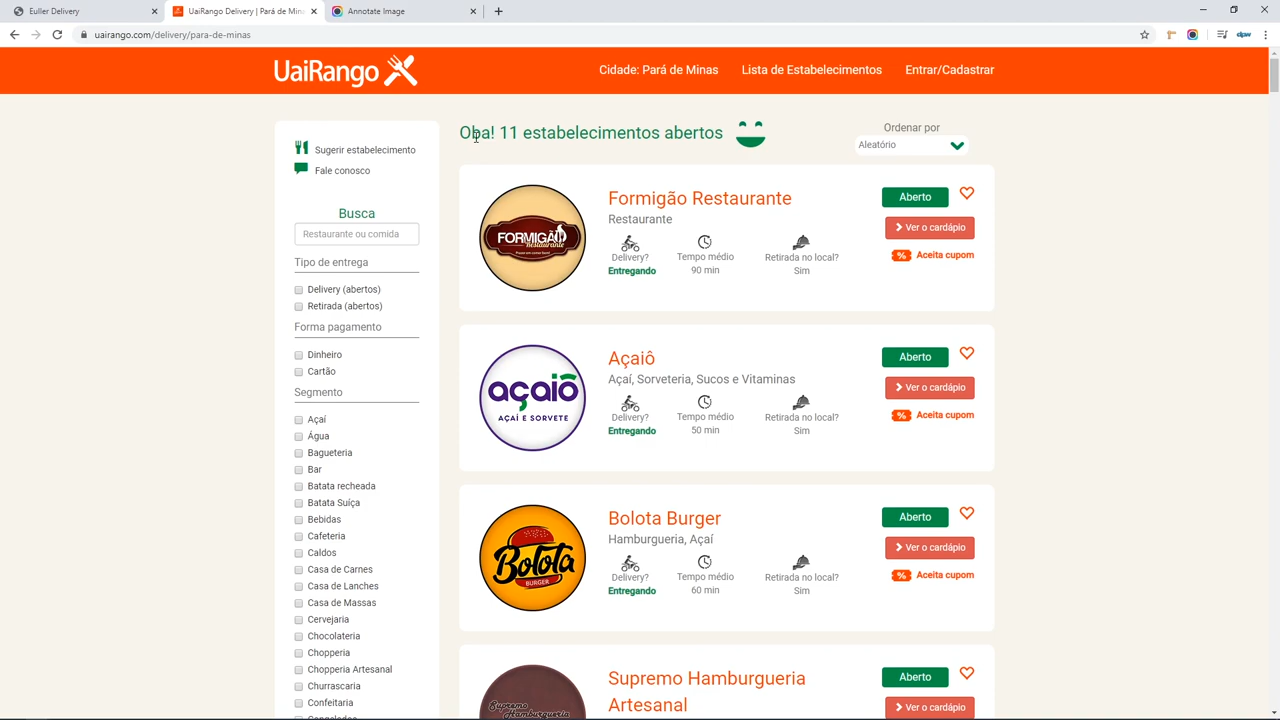 Euller Delivery
UaiRango Delivery | Pará de Min
Annotate Image
uairango.com/delivery/para-de-minas
dpw
UaiRango
Cidade: Pará de Minas
Lista de Estabelecimentos
Entrar/Cadastrar
Sugerir estabelecimento
Fale conosco
Busca
Restaurante ou comida
Tipo de entrega
Delivery (abertos)
Retirada (abertos)
Forma pagamento
Dinheiro
Cartão
Segmento
Açaí
Água
Bagueteria
Bar
Batata recheada
Batata Suíça
Bebidas
Cafeteria
Caldos
Casa de Carnes
Casa de Lanches
Casa de Massas
Cervejaria
Chocolateria
Chopperia
Chopperia Artesanal
Churrascaria
Confeitaria
Congelados
Oba! 11 estabelecimentos abertos
Ordenar por
Aleatório
FORMIGÃO
Restaurante
Formigão Restaurante
Restaurante
Delivery?
Entregando
Tempo médio
90 min
Retirada no local?
Sim
Aberto
Ver o cardápio
% Aceita cupom
açaiô
AÇAÍ E SORVETE
Açaiô
Açaí, Sorveteria, Sucos e Vitaminas
Delivery?
Entregando
Tempo médio
50 min
Retirada no local?
Sim
Aberto
Ver o cardápio
% Aceita cupom
Bolota
BURGER
Bolota Burger
Hamburgueria, Açaí
Delivery?
Entregando
Tempo médio
60 min
Retirada no local?
Sim
Aberto
Ver o cardápio
% Aceita cupom
Supremo Hamburgueria
Supremo Hamburgueria
Artesanal
Aberto
Ver o cardápio